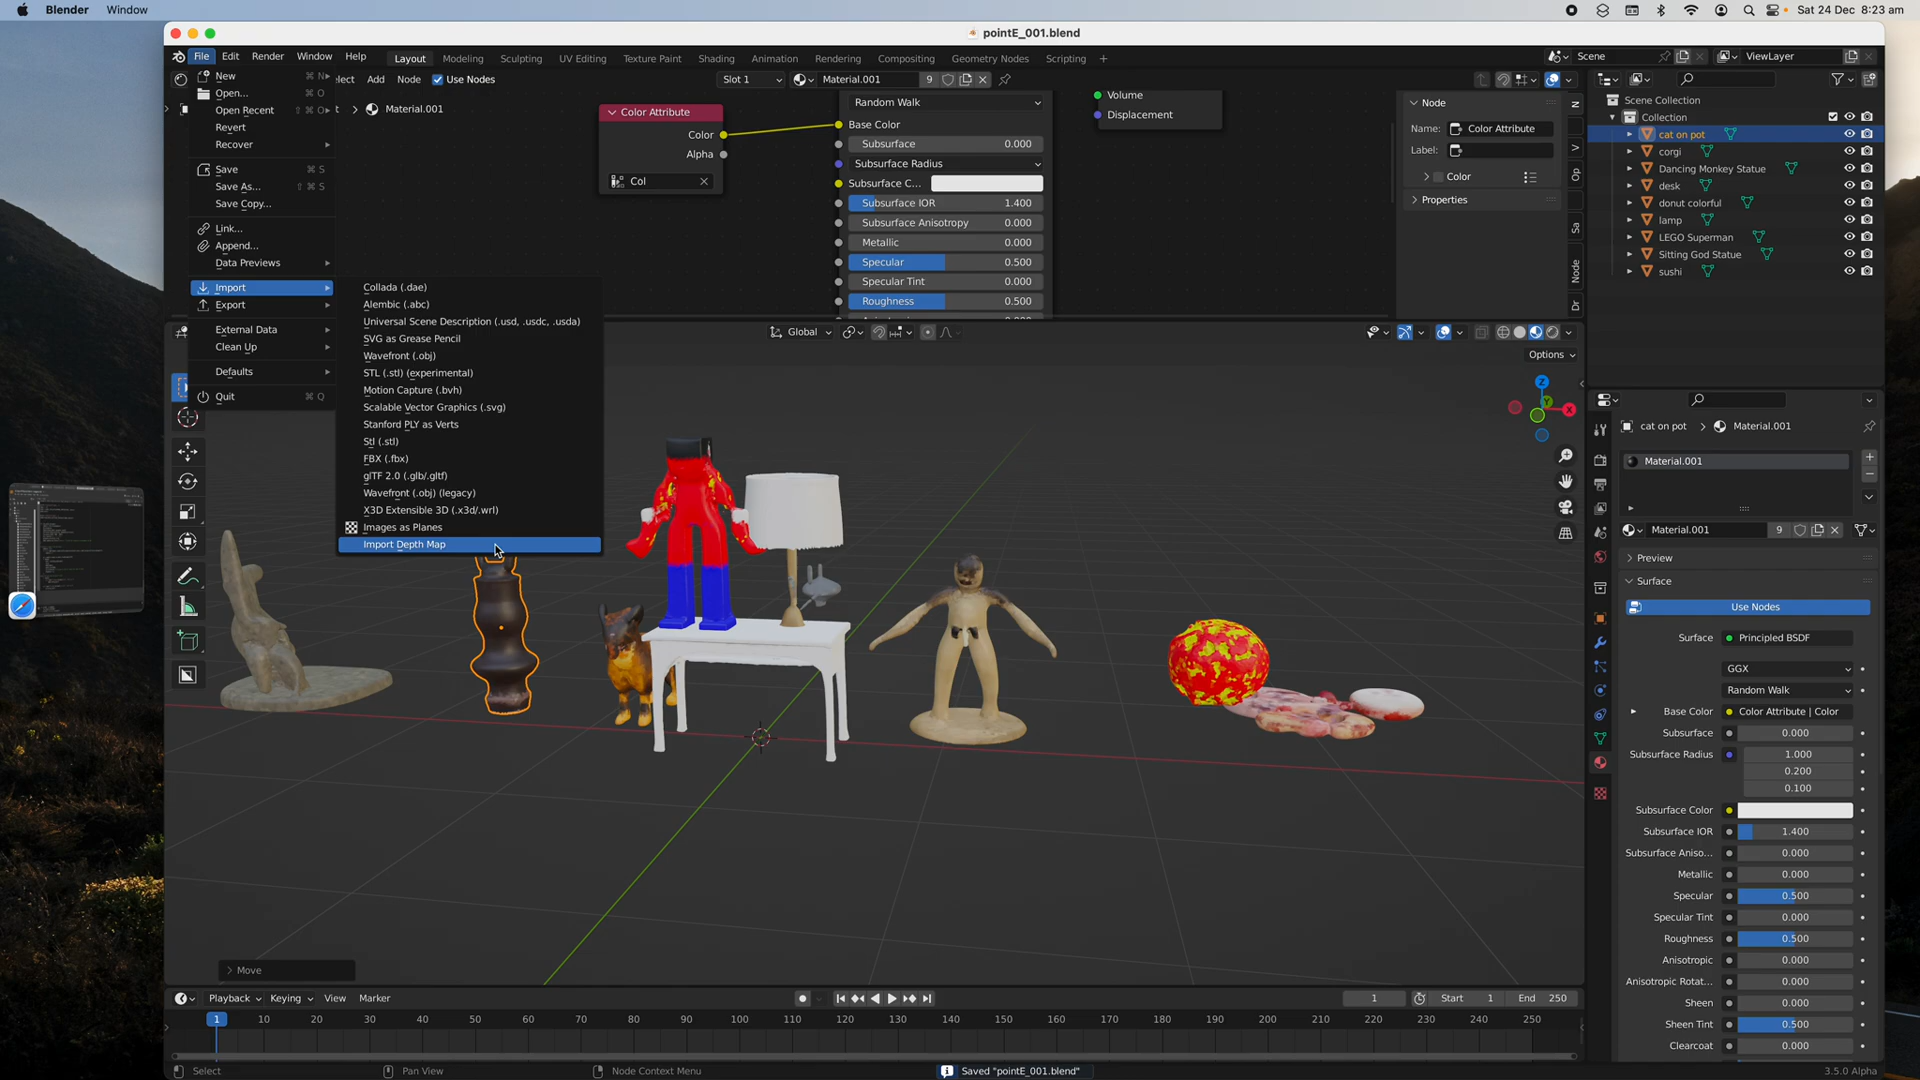 Blender Window
Sat 24 Dec 8:23 am
pointE_001.blend
File Edit Render Window Help
Layout Modeling Sculpting UV Editing Texture Paint Shading Animation Rendering Compositing Geometry Nodes Scripting +
Scene
ViewLayer
Add Node Use Nodes
Slot 1
Material.001 9
Material.001
New ⌘ N
Open... ⌘ O
Open Recent ⇧ ⌘ O
Revert
Recover
Save ⌘ S
Save As... ⇧ ⌘ S
Save Copy...
Link...
Append...
Data Previews
Import
Export
External Data
Clean Up
Defaults
Quit ⌘ Q
Collada (.dae)
Alembic (.abc)
Universal Scene Description (.usd, .usdc, .usda)
SVG as Grease Pencil
Wavefront (.obj)
STL (.stl) (experimental)
Motion Capture (.bvh)
Scalable Vector Graphics (.svg)
Stanford PLY as Verts
Stl (.stl)
FBX (.fbx)
glTF 2.0 (.glb/.gltf)
Wavefront (.obj) (legacy)
X3D Extensible 3D (.x3d/.wrl)
Images as Planes
Import Depth Map
Color Attribute
Color
Alpha
Col
Random Walk
Base Color
Subsurface 0.000
Subsurface Radius
Subsurface C...
Subsurface IOR 1.400
Subsurface Anisotropy 0.000
Metallic 0.000
Specular 0.500
Specular Tint 0.000
Roughness 0.500
Volume
Displacement
Node
Name: Color Attribute
Label:
Color
Properties
N
V
Op
Sa
Node
Dr
Scene Collection
Collection
cat on pot
corgi
Dancing Monkey Statue
desk
donut colorful
lamp
LEGO Superman
Sitting God Statue
sushi
Global
Options
Z
Y
X
cat on pot > Material.001
Material.001
Material.001 9
Preview
Surface
Use Nodes
Surface Principled BSDF
GGX
Random Walk
Base Color Color Attribute | Color
Subsurface 0.000
Subsurface Radius 1.000
0.200
0.100
Subsurface Color
Subsurface IOR 1.400
Subsurface Aniso... 0.000
Metallic 0.000
Specular 0.500
Specular Tint 0.000
Roughness 0.500
Anisotropic 0.000
Anisotropic Rotat... 0.000
Sheen 0.000
Sheen Tint 0.500
Clearcoat 0.000
Move
Playback Keying View Marker
1
Start 1 End 250
1 10 20 30 40 50 60 70 80 90 100 110 120 130 140 150 160 170 180 190 200 210 220 230 240 250
Select
Pan View
Node Context Menu
Saved "pointE_001.blend"
3.5.0 Alpha